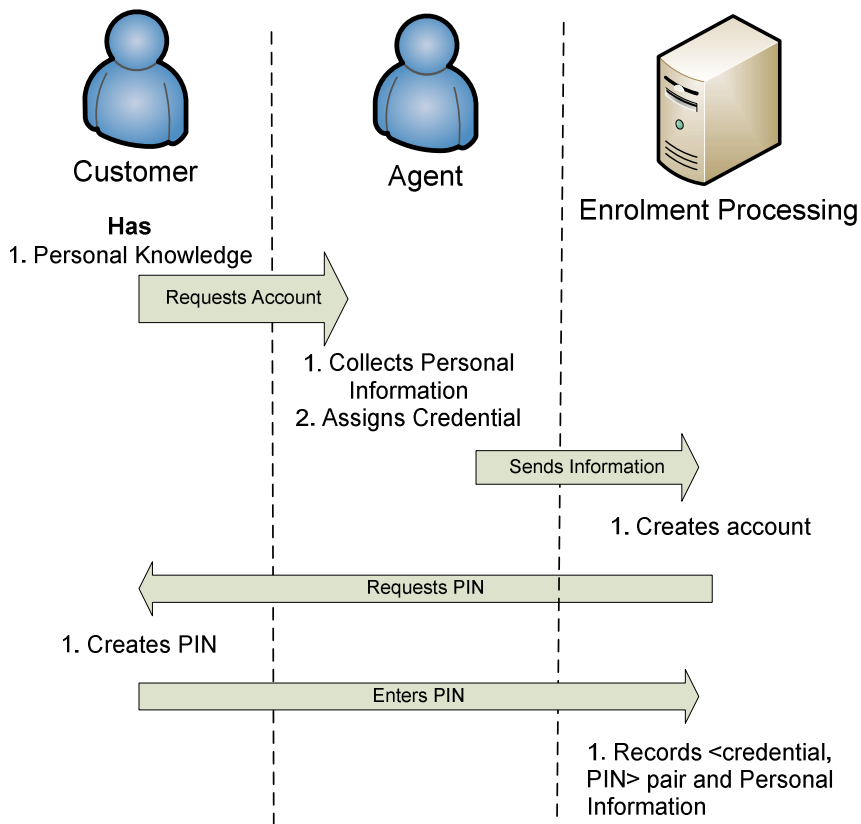 Customer
Agent
Enrolment Processing
Has
1. Personal Knowledge
Requests Account
1. Collects Personal
Information
2. Assigns Credential
Sends Information
1. Creates account
Requests PIN
1. Creates PIN
Enters PIN
1. Records <credential,
PIN> pair and Personal
Information